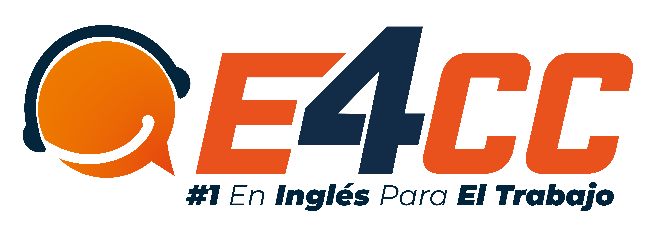 E4CC
#1 En Inglés Para El Trabajo